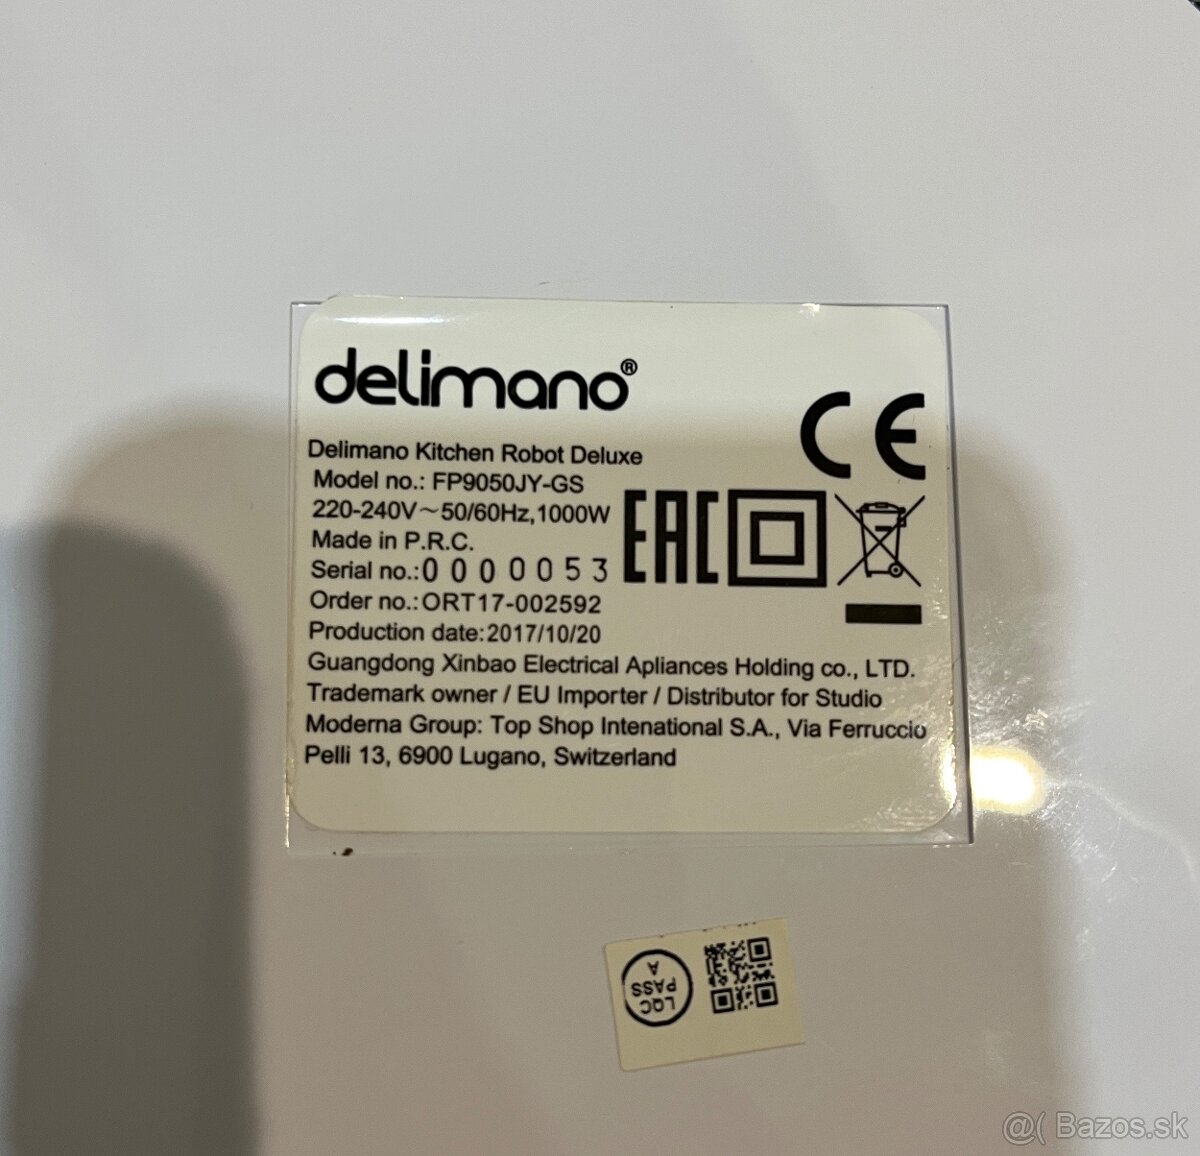 delimano®
Delimano Kitchen Robot Deluxe
Model no.: FP9050JY-GS
220-240V～50/60Hz,1000W
Made in P.R.C.
Serial no.:0000053
Order no.:ORT17-002592
Production date:2017/10/20
Guangdong Xinbao Electrical Apliances Holding co., LTD.
Trademark owner / EU Importer / Distributor for Studio
Moderna Group: Top Shop Intenational S.A., Via Ferruccio
Pelli 13, 6900 Lugano, Switzerland
CE
EAC
LQC
PASS
A
@( Bazos.sk